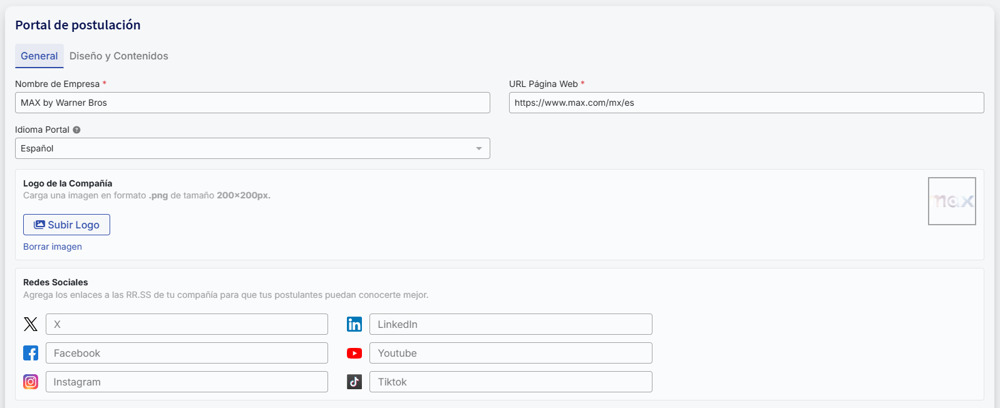 Portal de postulación
General Diseño y Contenidos
Nombre de Empresa * URL Página Web *
MAX by Warner Bros https://www.max.com/mx/es
Idioma Portal ?
Español
Logo de la Compañía
Carga una imagen en formato .png de tamaño 200x200px.
max
Subir Logo
Borrar imagen
Redes Sociales
Agrega los enlaces a las RR.SS de tu compañía para que tus postulantes puedan conocerte mejor.
X LinkedIn
Facebook Youtube
Instagram Tiktok